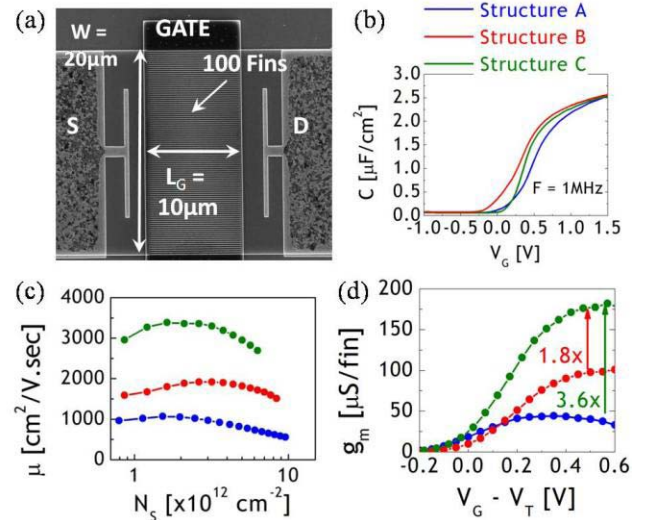 (a)
GATE
W =
20μm
100 Fins
S
D
L_G =
10μm
(b)
Structure A
Structure B
Structure C
C [μF/cm²]
3.0
2.5
2.0
1.5
1.0
0.5
0.0
F = 1MHz
-1.0 -0.5 0.0 0.5 1.0 1.5
V_G [V]
(c)
μ [cm²/V.sec]
4000
3000
2000
1000
0
1 10
N_S [x10¹² cm⁻²]
(d)
g_m [μS/fin]
200
150
100
50
0
1.8x
3.6x
-0.2 0.0 0.2 0.4 0.6
V_G - V_T [V]